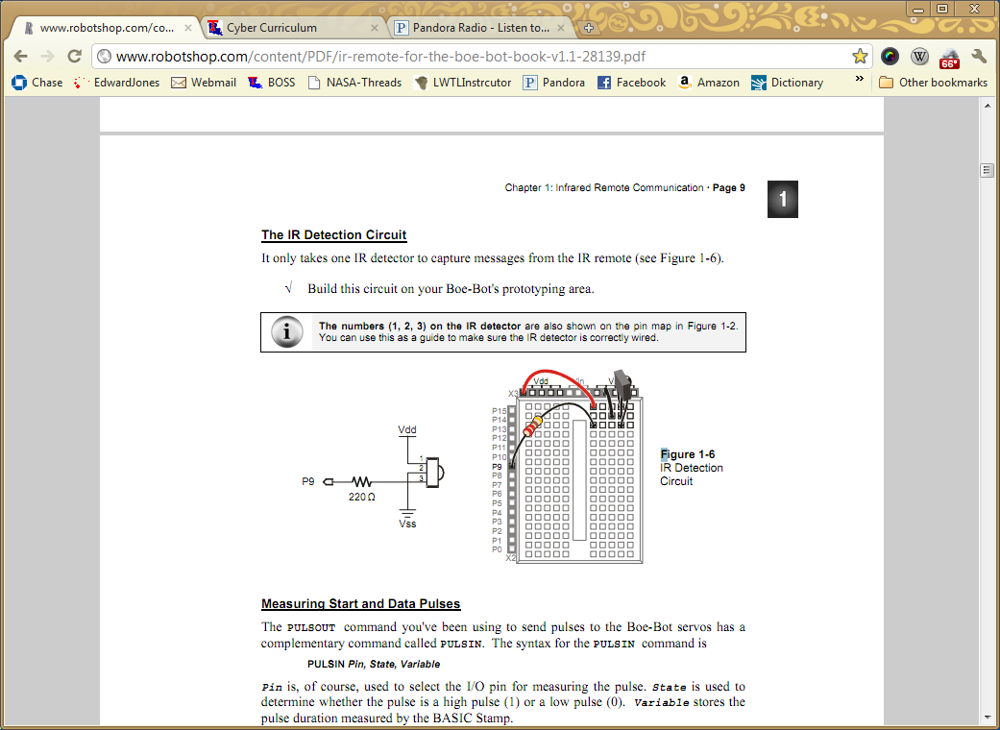 www.robotshop.com/co...
Cyber Curriculum
Pandora Radio - Listen to...
www.robotshop.com/content/PDF/ir-remote-for-the-boe-bot-book-v1.1-28139.pdf
66°
Chase
EdwardJones
Webmail
BOSS
NASA-Threads
LWTLInstrcutor
Pandora
Facebook
Amazon
Dictionary
»
Other bookmarks
Chapter 1: Infrared Remote Communication · Page 9
1
The IR Detection Circuit
It only takes one IR detector to capture messages from the IR remote (see Figure 1-6).
√ Build this circuit on your Boe-Bot's prototyping area.
The numbers (1, 2, 3) on the IR detector are also shown on the pin map in Figure 1-2.
You can use this as a guide to make sure the IR detector is correctly wired.
Vdd
1
2
3
P9
220 Ω
Vss
Vdd
X3
P15
P14
P13
P12
P11
P10
P9
P8
P7
P6
P5
P4
P3
P2
P1
P0
X2
Figure 1-6
IR Detection
Circuit
Measuring Start and Data Pulses
The PULSOUT command you've been using to send pulses to the Boe-Bot servos has a
complementary command called PULSIN. The syntax for the PULSIN command is
PULSIN Pin, State, Variable
Pin is, of course, used to select the I/O pin for measuring the pulse. State is used to
determine whether the pulse is a high pulse (1) or a low pulse (0). Variable stores the
pulse duration measured by the BASIC Stamp.